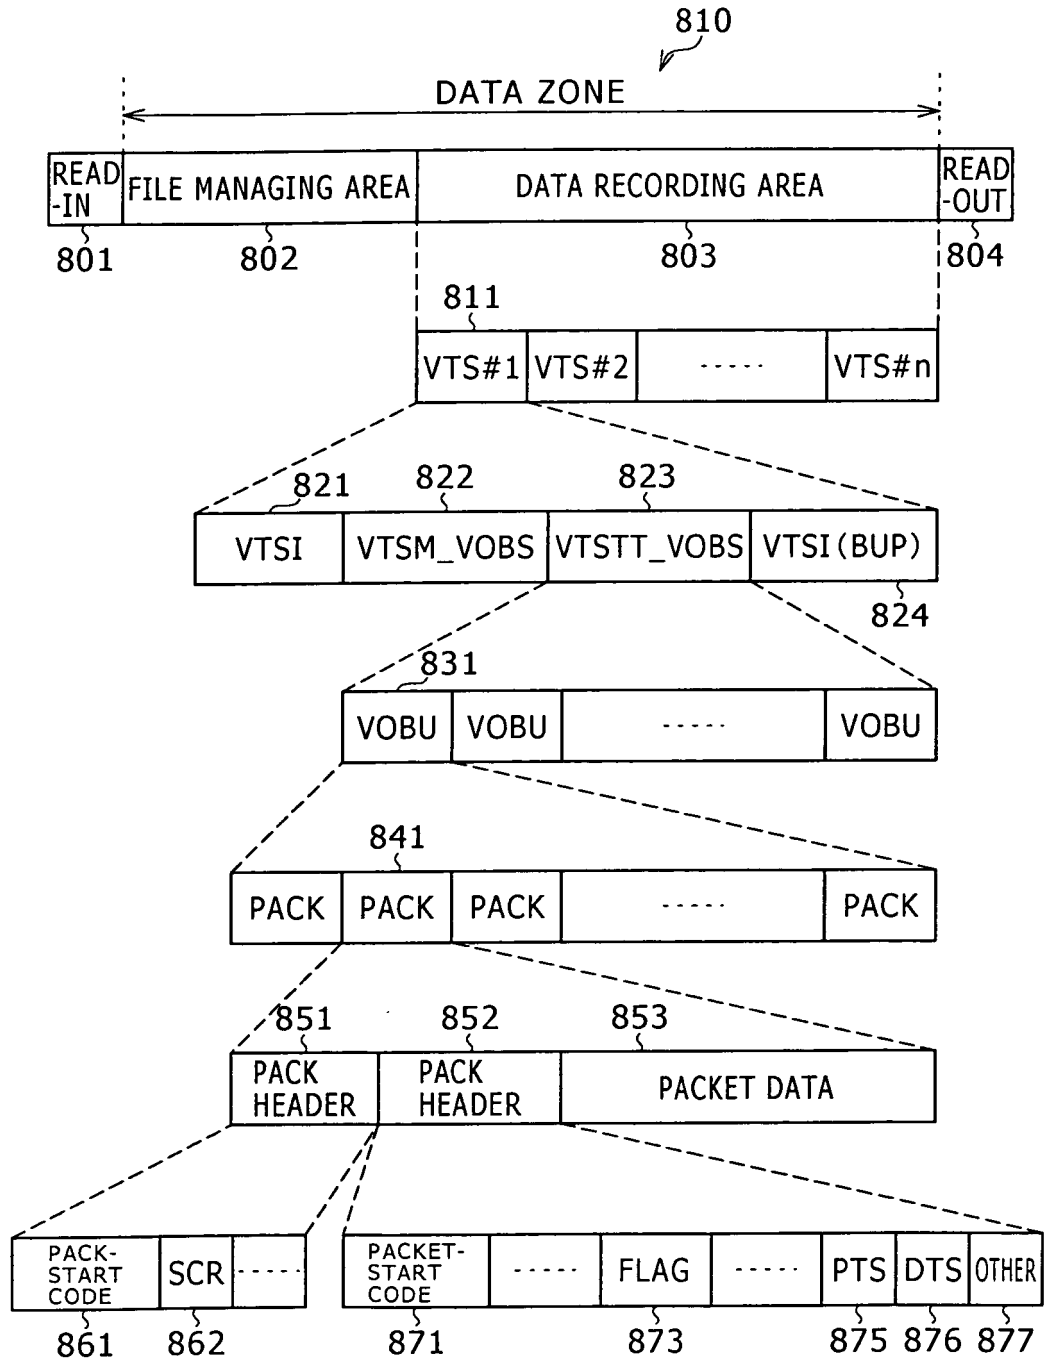 810
DATA ZONE
READ
-IN
FILE MANAGING AREA
DATA RECORDING AREA
READ
-OUT
801
802
803
804
811
VTS#1
VTS#2
-----
VTS#n
821
822
823
VTSI
VTSM_VOBS
VTSTT_VOBS
VTSI(BUP)
824
831
VOBU
VOBU
-----
VOBU
841
PACK
PACK
PACK
-----
PACK
851
852
853
PACK
HEADER
PACK
HEADER
PACKET DATA
PACK-
START
CODE
SCR
-----
PACKET-
START
CODE
-----
FLAG
-----
PTS
DTS
OTHER
861
862
871
873
875
876
877